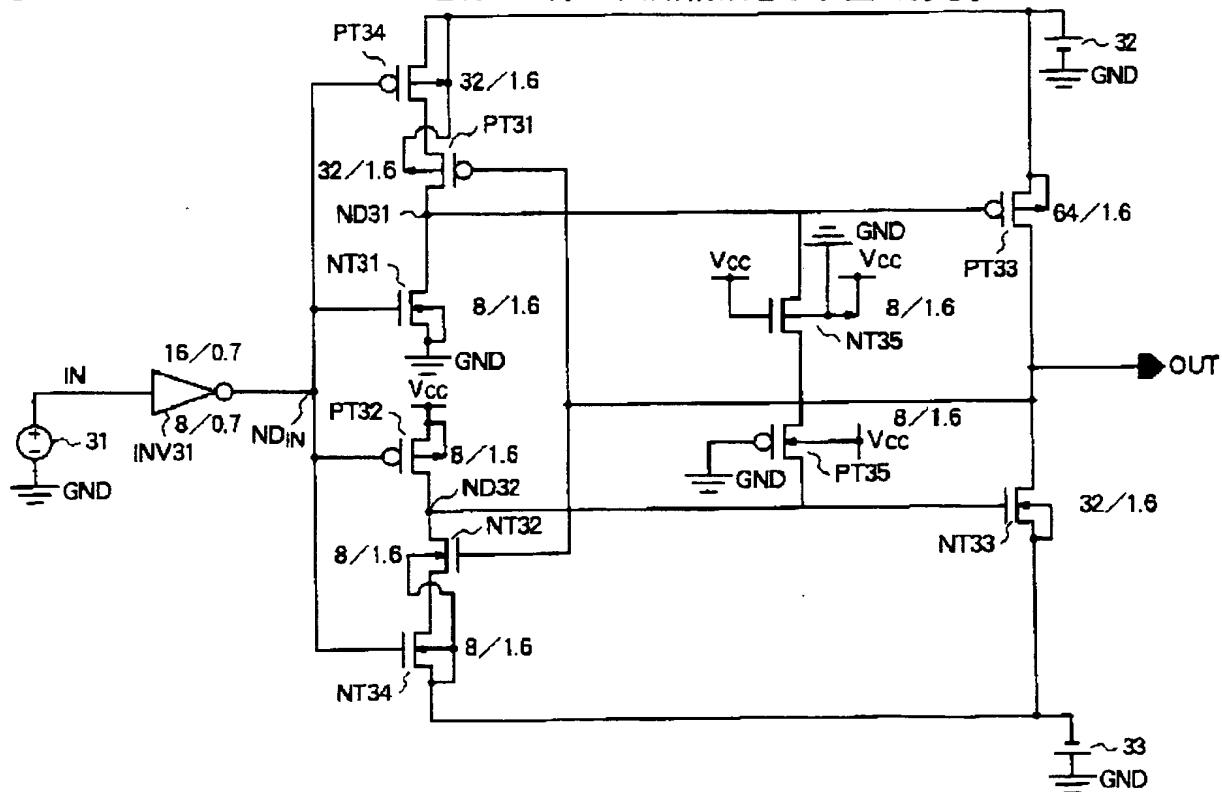 PT34
32
GND
32/1.6
PT31
32/1.6
ND31
GND
64/1.6
PT33
NT31
Vcc
Vcc
8/1.6
8/1.6
NT35
GND
16/0.7
IN
OUT
Vcc
PT32
8/1.6
8/0.7
NDIN
31
INV31
Vcc
8/1.6
GND
PT35
GND
ND32
NT32
32/1.6
8/1.6
NT33
8/1.6
NT34
33
GND